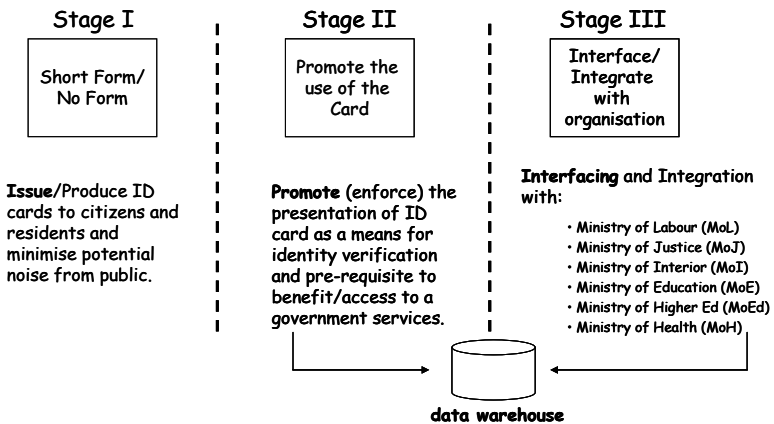 Stage I
Short Form/
No Form
Issue/Produce ID
cards to citizens and
residents and
minimise potential
noise from public.
Stage II
Promote the
use of the
Card
Promote (enforce) the
presentation of ID
card as a means for
identity verification
and pre-requisite to
benefit/access to a
government services.
Stage III
Interface/
Integrate
with
organisation
Interfacing and Integration
with:
• Ministry of Labour (MoL)
• Ministry of Justice (MoJ)
• Ministry of Interior (MoI)
• Ministry of Education (MoE)
• Ministry of Higher Ed (MoEd)
• Ministry of Health (MoH)
data warehouse